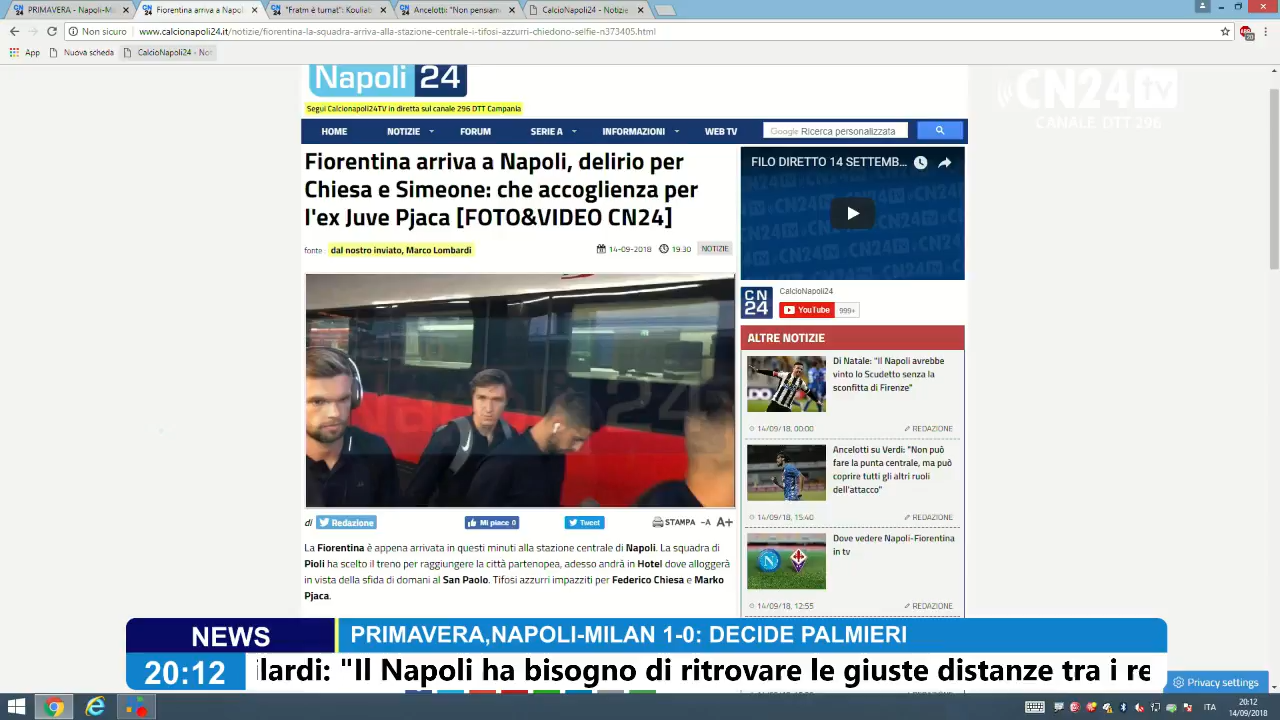 PRIMAVERA - Napoli-M
Fiorentina arriva a Napol
"Fratm è turnat": Koulib
Ancelotti: "Non pensiam
CalcioNapoli24 - Notizie
Non sicuro
www.calcionapoli24.it/notizie/fiorentina-la-squadra-arriva-alla-stazione-centrale-i-tifosi-azzurri-chiedono-selfie-n373405.html
App
Nuova scheda
CalcioNapoli24 - Not
Napoli 24
Segui Calcionapoli24TV in diretta sul canale 296 DTT Campania
CN24 tv
CANALE DTT 296
HOME NOTIZIE FORUM SERIE A INFORMAZIONI WEB TV
Google Ricerca personalizzata
Fiorentina arriva a Napoli, delirio per
Chiesa e Simeone: che accoglienza per
l'ex Juve Pjaca [FOTO&VIDEO CN24]
fonte : dal nostro inviato, Marco Lombardi
14-09-2018 19.30 NOTIZIE
di Redazione
Mi piace 0
Tweet
STAMPA -A A+
La Fiorentina è appena arrivata in questi minuti alla stazione centrale di Napoli. La squadra di
Pioli ha scelto il treno per raggiungere la città partenopea, adesso andrà in Hotel dove alloggerà
in vista della sfida di domani al San Paolo. Tifosi azzurri impazziti per Federico Chiesa e Marko
Pjaca.
FILO DIRETTO 14 SETTEMB...
CN
24
CalcioNapoli24
YouTube 999+
ALTRE NOTIZIE
Di Natale: "Il Napoli avrebbe
vinto lo Scudetto senza la
sconfitta di Firenze"
14/09/18, 00:00 REDAZIONE
Ancelotti su Verdi: "Non può
fare la punta centrale, ma può
coprire tutti gli altri ruoli
dell'attacco"
14/09/18, 15:40 REDAZIONE
Dove vedere Napoli-Fiorentina
in tv
14/09/18, 12:55 REDAZIONE
NEWS
PRIMAVERA,NAPOLI-MILAN 1-0: DECIDE PALMIERI
20:12
ilardi: "Il Napoli ha bisogno di ritrovare le giuste distanze tra i re
Privacy settings
ITA
20:12
14/09/2018